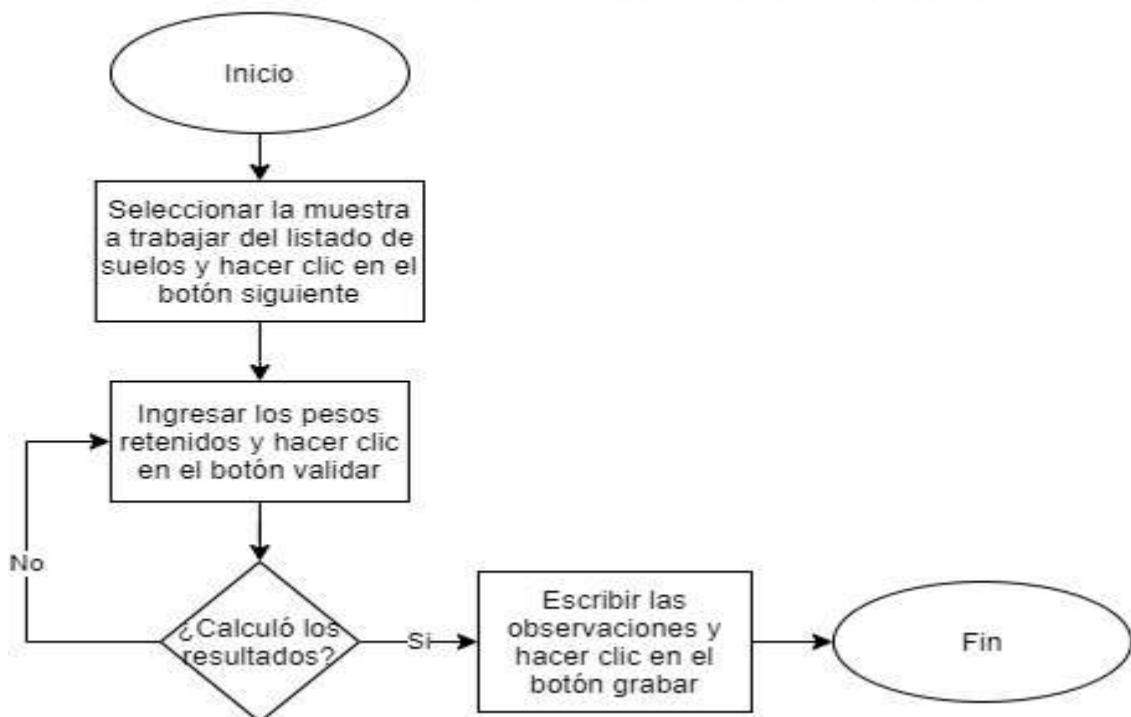 Inicio
Seleccionar la muestra
a trabajar del listado de
suelos y hacer clic en el
botón siguiente
Ingresar los pesos
retenidos y hacer clic
en el botón validar
No
¿Calculó los
resultados?
Si
Escribir las
observaciones y
hacer clic en el
botón grabar
Fin